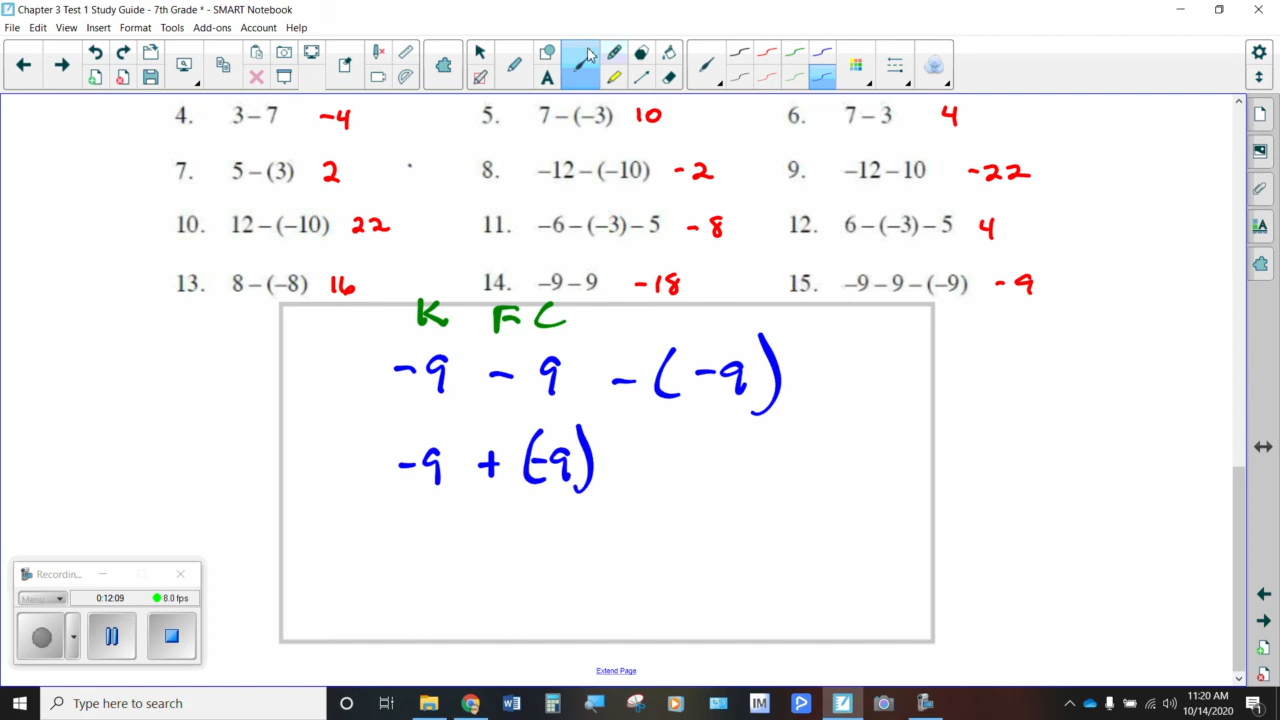 Chapter 3 Test 1 Study Guide - 7th Grade * - SMART Notebook
File Edit View Insert Format Tools Add-ons Account Help
4. 3 – 7 -4 5. 7 – (–3) 10 6. 7 – 3 4
7. 5 – (3) 2 8. –12 – (–10) -2 9. –12 – 10 -22
10. 12 – (–10) 22 11. –6 – (–3) – 5 -8 12. 6 – (–3) – 5 4
13. 8 – (–8) 16 14. –9 – 9 -18 15. –9 – 9 – (–9) -9
K F C
-9 - 9 - (-9)
-9 + (-9)
Recordin...
Menu
0:12:09 8.0 fps
Extend Page
Type here to search
11:20 AM
10/14/2020